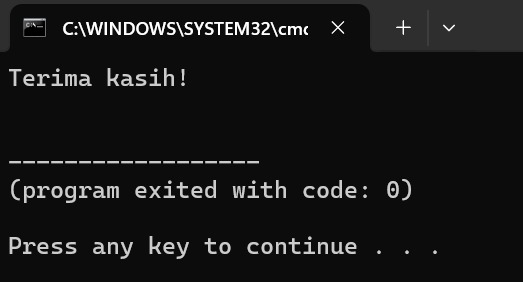 C:\WINDOWS\SYSTEM32\cmd
Terima kasih!
------------------
(program exited with code: 0)
Press any key to continue . . .